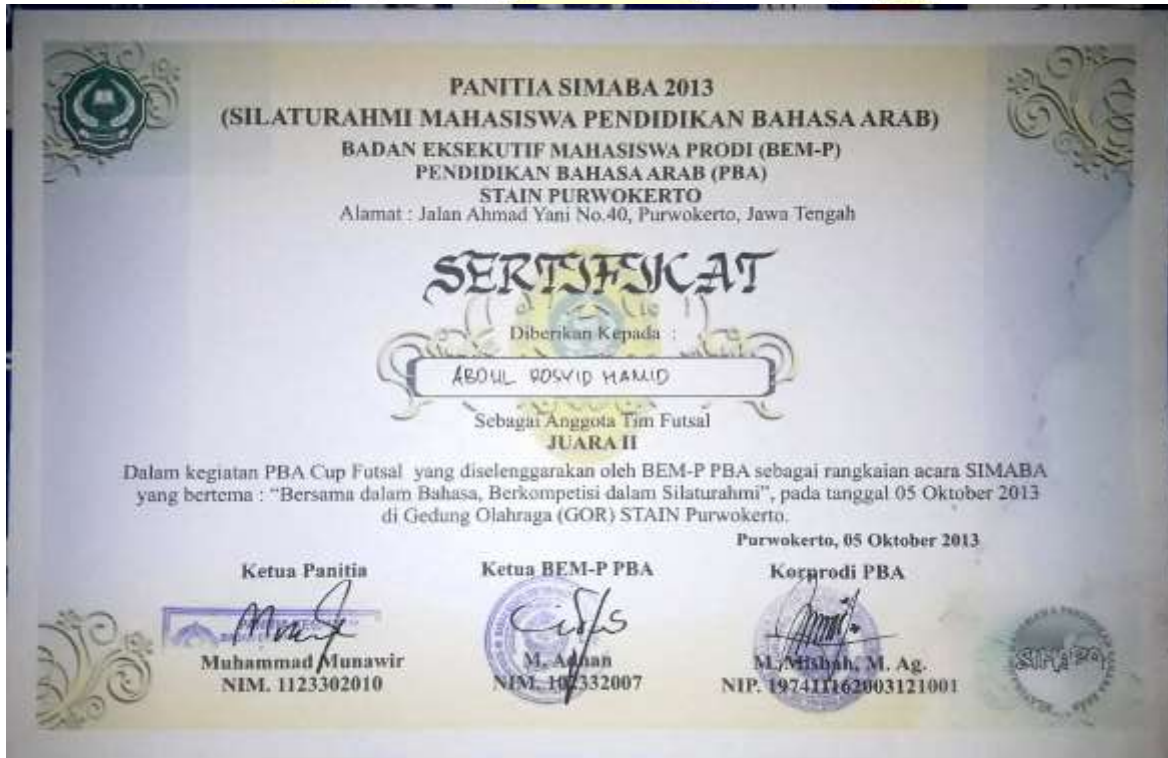 PANITIA SIMABA 2013
(SILATURAHMI MAHASISWA PENDIDIKAN BAHASA ARAB)
BADAN EKSEKUTIF MAHASISWA PRODI (BEM-P)
PENDIDIKAN BAHASA ARAB (PBA)
STAIN PURWOKERTO
Alamat : Jalan Ahmad Yani No.40, Purwokerto, Jawa Tengah
SERTIFIKAT
Diberikan Kepada :
ABDUL ROSYID HAMID
Sebagai Anggota Tim Futsal
JUARA II
Dalam kegiatan PBA Cup Futsal yang diselenggarakan oleh BEM-P PBA sebagai rangkaian acara SIMABA
yang bertema : “Bersama dalam Bahasa, Berkompetisi dalam Silaturahmi”, pada tanggal 05 Oktober 2013
di Gedung Olahraga (GOR) STAIN Purwokerto.
Purwokerto, 05 Oktober 2013
Ketua Panitia Ketua BEM-P PBA Korprodi PBA
Muhammad Munawir M. Adnan M. Misbah, M. Ag.
NIM. 1123302010 NIM. 102332007 NIP. 197411162003121001